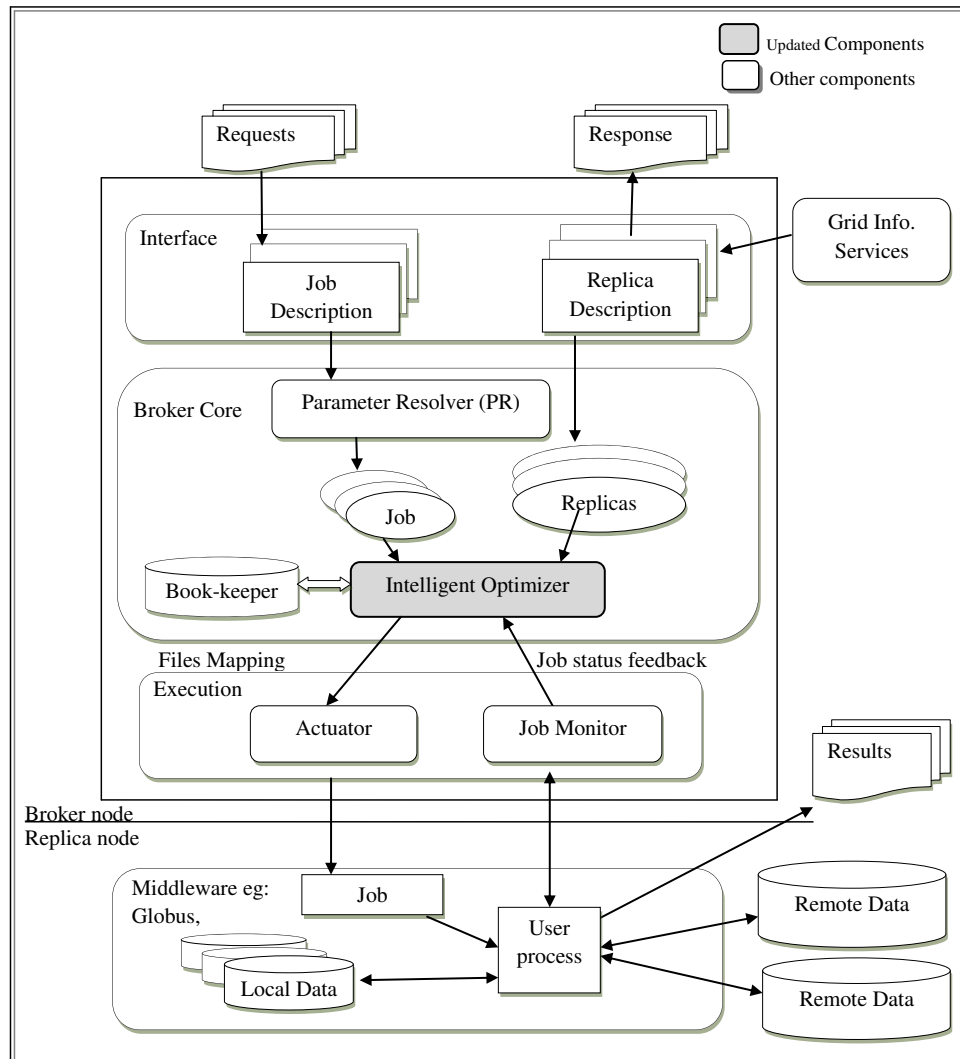 Updated Components
Other components
Requests
Response
Interface
Grid Info.
Services
Job
Description
Replica
Description
Parameter Resolver (PR)
Broker Core
Job
Replicas
Book-keeper
Intelligent Optimizer
Files Mapping
Job status feedback
Execution
Actuator
Job Monitor
Results
Broker node
Replica node
Middleware eg:
Globus,
Job
User
process
Remote Data
Local Data
Remote Data